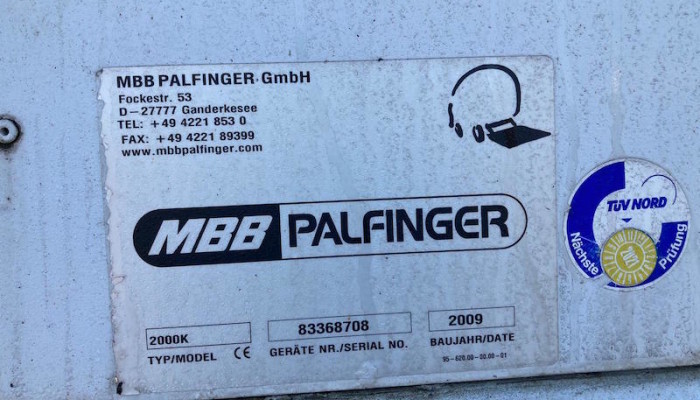 MBB PALFINGER GmbH
Fockestr. 53
D-27777 Ganderkesee
TEL: +49 4221 853 0
FAX: +49 4221 89399
www.mbbpalfinger.com
MBB PALFINGER
2000K
83368708
2009
TYP/MODEL CE
GERÄTE NR./SERIAL NO.
BAUJAHR/DATE
TÜV NORD
Nächste
Prüfung